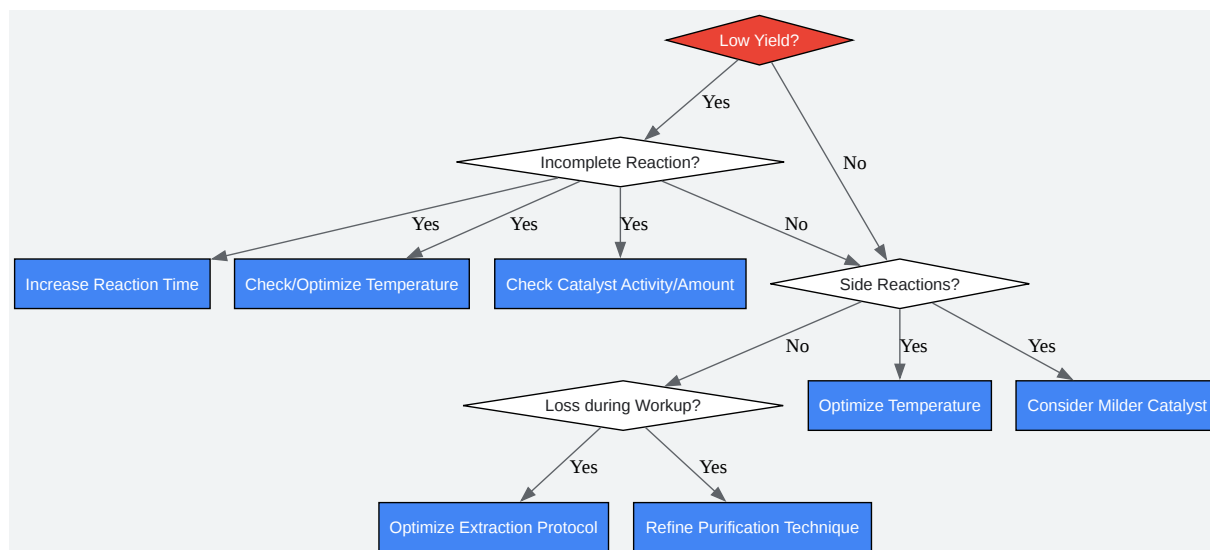 Low Yield?
Yes
Incomplete Reaction?
No
Yes
Yes
Yes
No
Increase Reaction Time
Check/Optimize Temperature
Check Catalyst Activity/Amount
Side Reactions?
No
Yes
Yes
Loss during Workup?
Optimize Temperature
Consider Milder Catalyst
Yes
Yes
Optimize Extraction Protocol
Refine Purification Technique